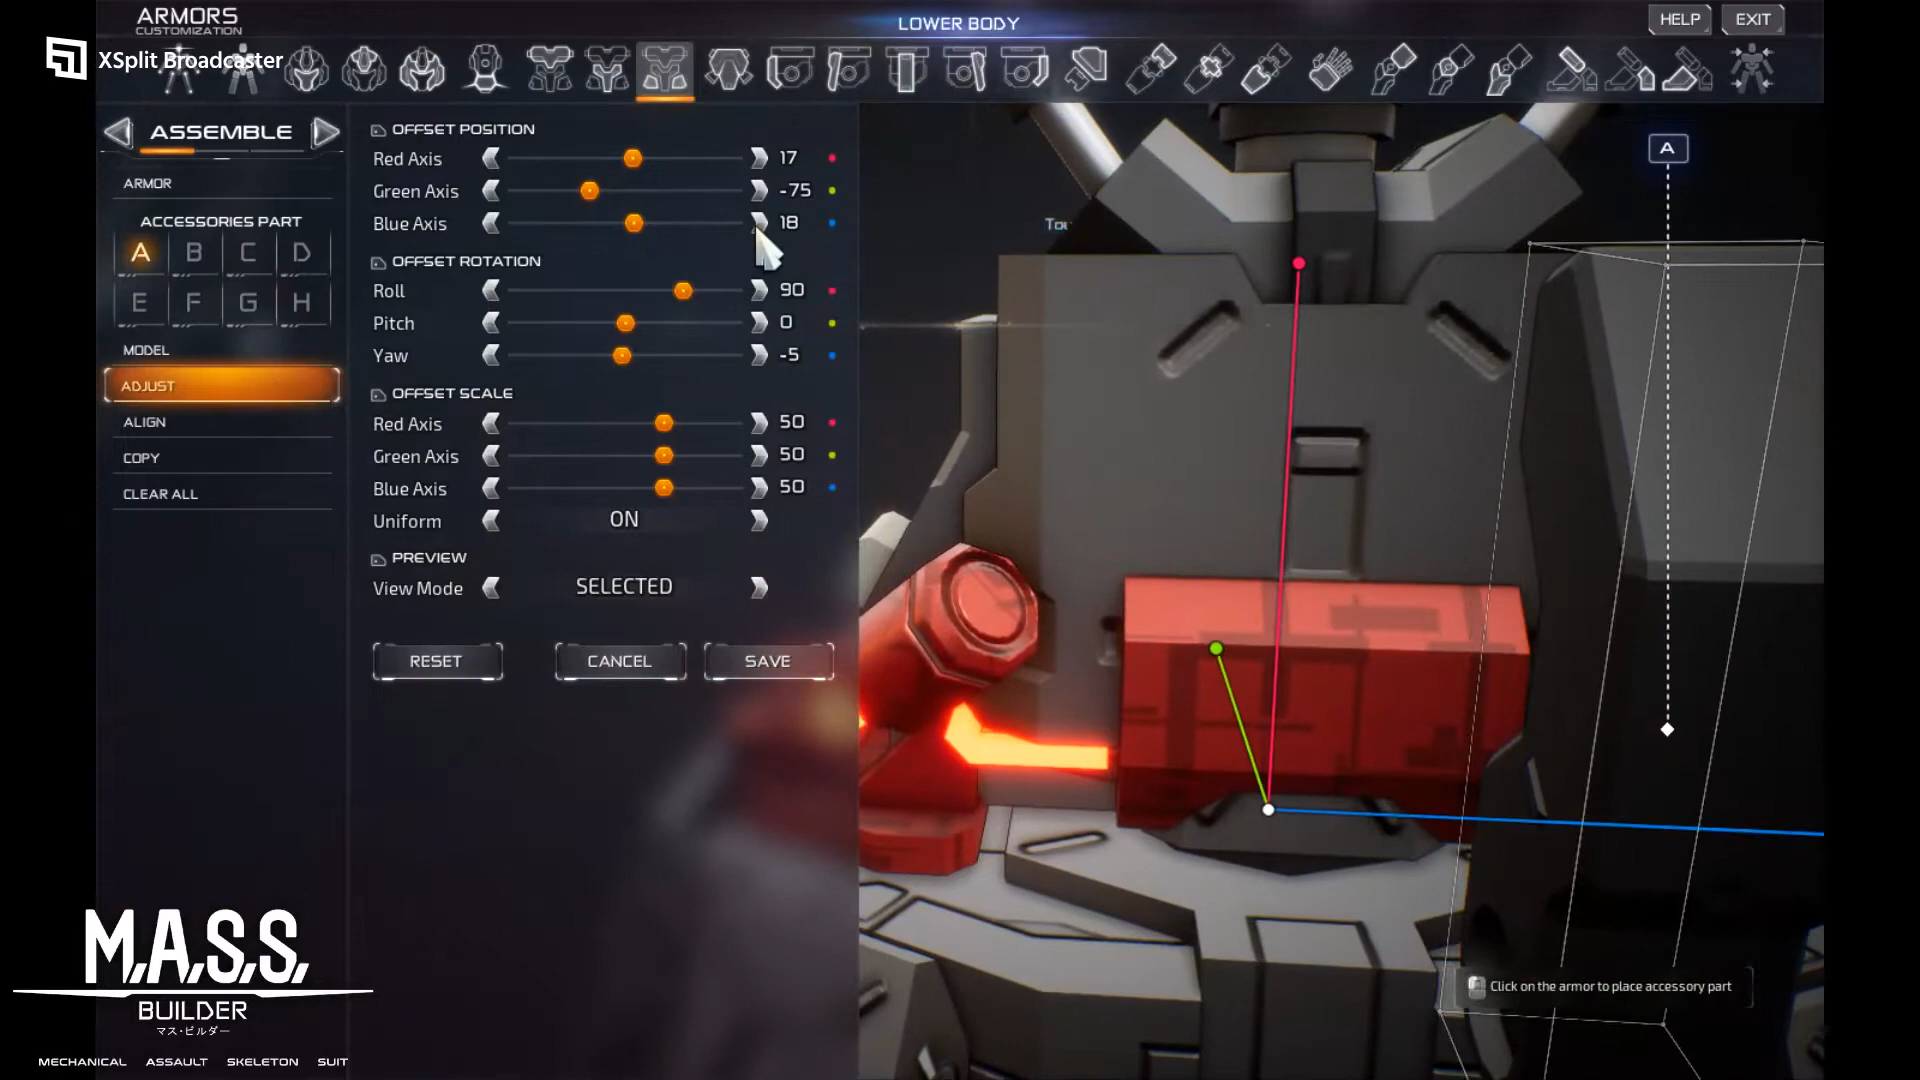 ARMORS
CUSTOMIZATION
LOWER BODY
HELP
EXIT
XSplit Broadcaster
ASSEMBLE
ARMOR
ACCESSORIES PART
A B C D
E F G H
MODEL
ADJUST
ALIGN
COPY
CLEAR ALL
OFFSET POSITION
Red Axis 17
Green Axis -75
Blue Axis 18
OFFSET ROTATION
Roll 90
Pitch 0
Yaw -5
OFFSET SCALE
Red Axis 50
Green Axis 50
Blue Axis 50
Uniform ON
PREVIEW
View Mode SELECTED
RESET
CANCEL
SAVE
A
Click on the armor to place accessory part
M.A.S.S.
BUILDER
マス・ビルダー
MECHANICAL ASSAULT SKELETON SUIT